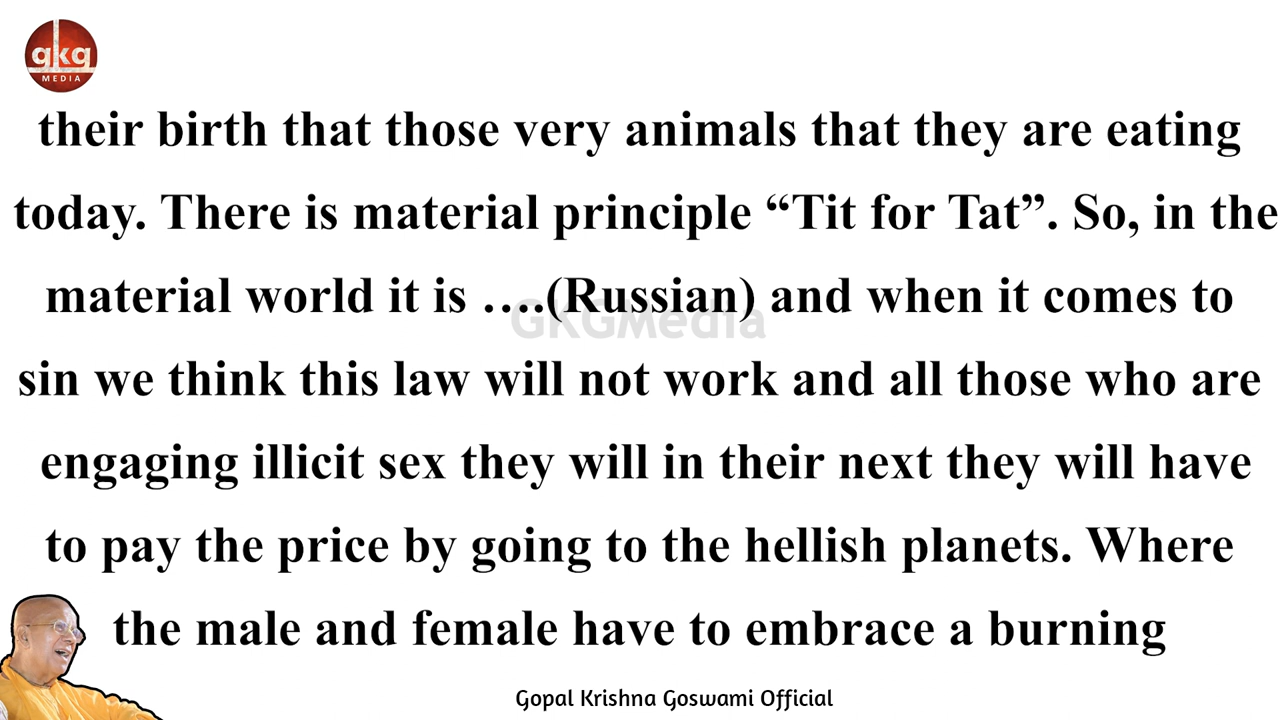 gkg
MEDIA
their birth that those very animals that they are eating
today. There is material principle “Tit for Tat”. So, in the
material world it is ….(Russian) and when it comes to
GKGMedia
sin we think this law will not work and all those who are
engaging illicit sex they will in their next they will have
to pay the price by going to the hellish planets. Where
the male and female have to embrace a burning
Gopal Krishna Goswami Official